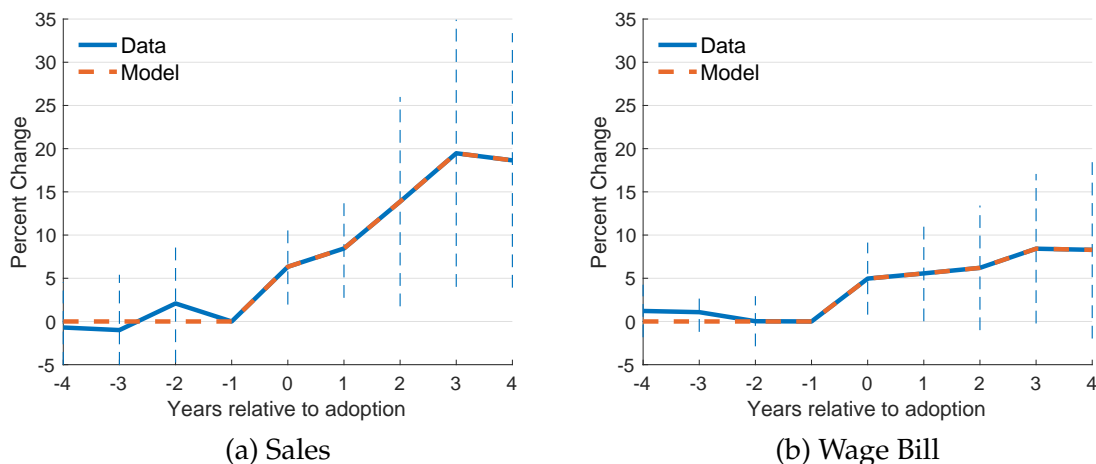 35
30
25
20
15
10
5
0
-5
Percent Change
Data
Model
-4 -3 -2 -1 0 1 2 3 4
Years relative to adoption
(a) Sales
35
30
25
20
15
10
5
0
-5
Percent Change
Data
Model
-4 -3 -2 -1 0 1 2 3 4
Years relative to adoption
(b) Wage Bill